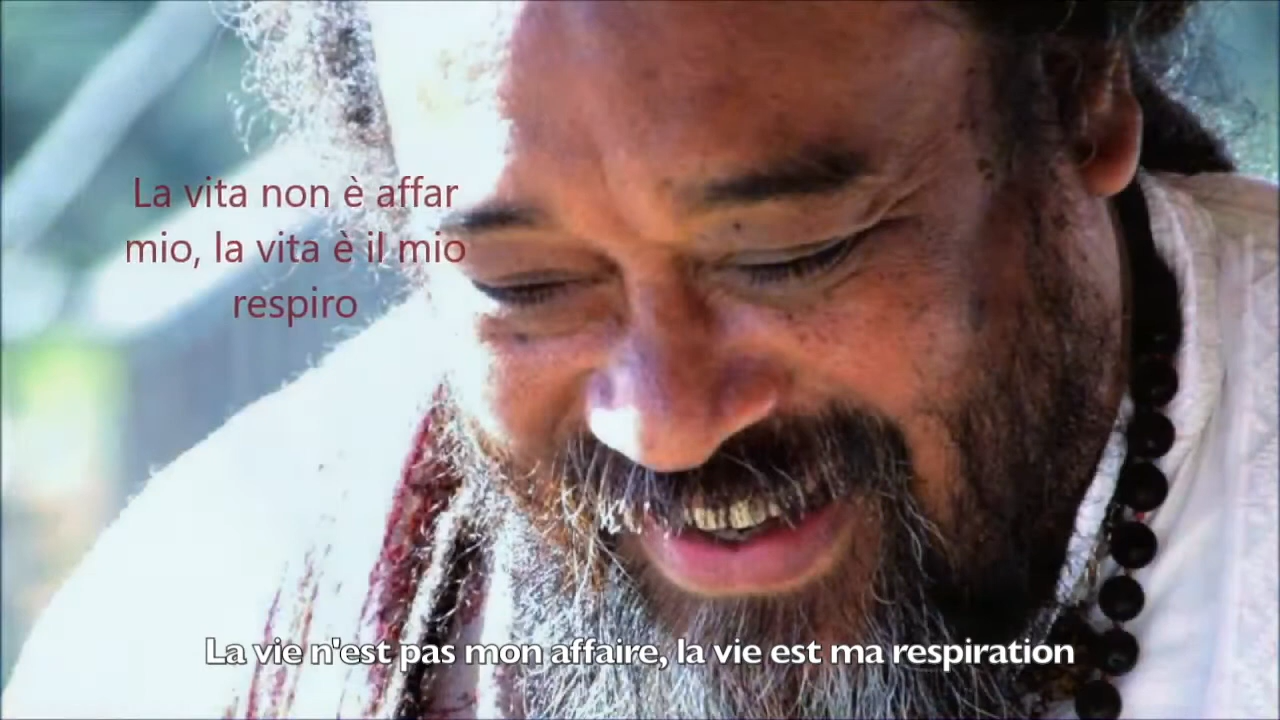 La vita non è affar
mio, la vita è il mio
respiro
La vie n'est pas mon affaire, la vie est ma respiration